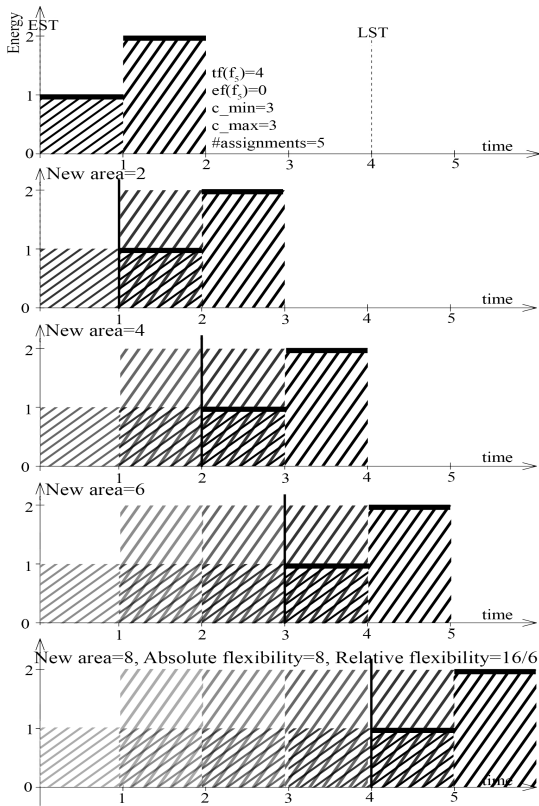 EST
Energy
LST
2
tf(f₅)=4
ef(f₅)=0
c_min=3
c_max=3
#assignments=5
1
time
0
1 2 3 4 5
New area=2
2
1
time
0
1 2 3 4 5
New area=4
2
1
time
0
1 2 3 4 5
New area=6
2
1
time
0
1 2 3 4 5
New area=8, Absolute flexibility=8, Relative flexibility=16/6
2
1
time
0
1 2 3 4 5